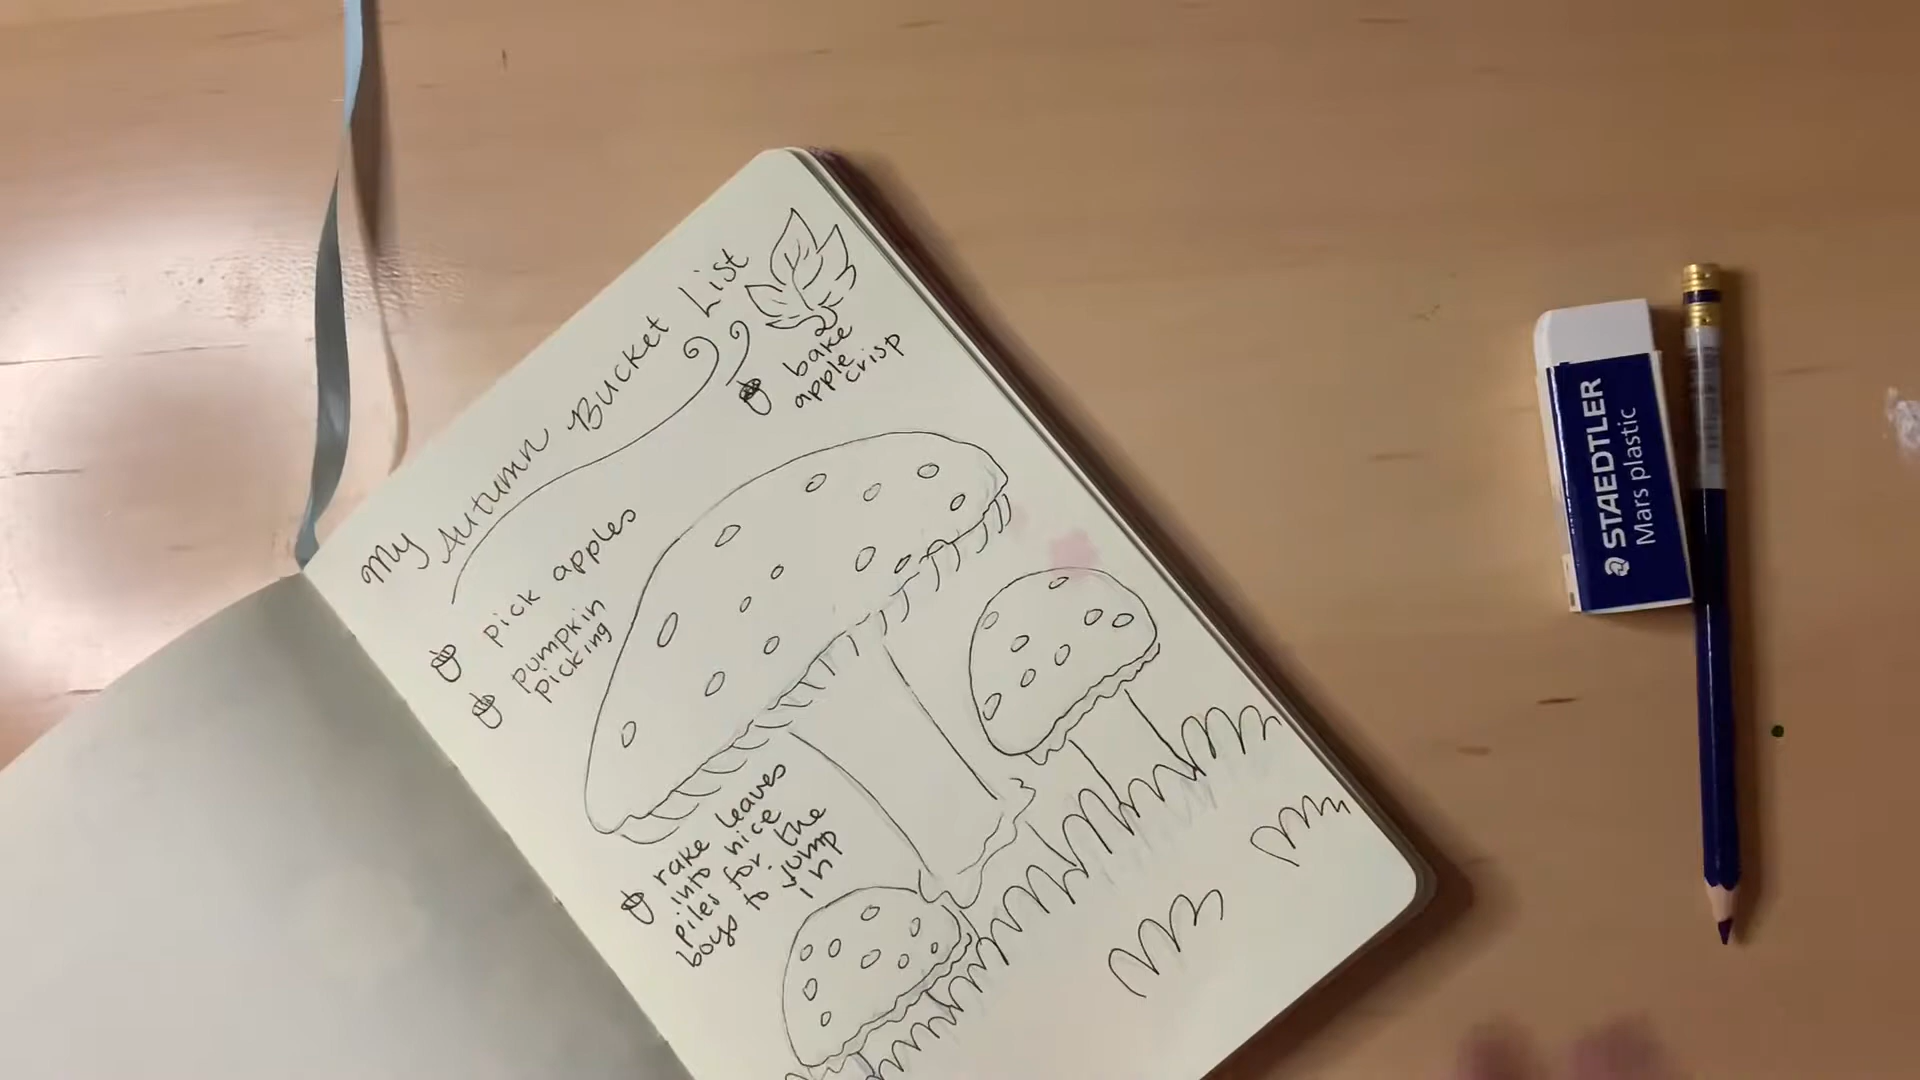 My Autumn Bucket List
bake
apple
crisp
pick apples
pumpkin
picking
rake leaves
into nice
piles for the
boys to jump
in
STAEDTLER
Mars plastic